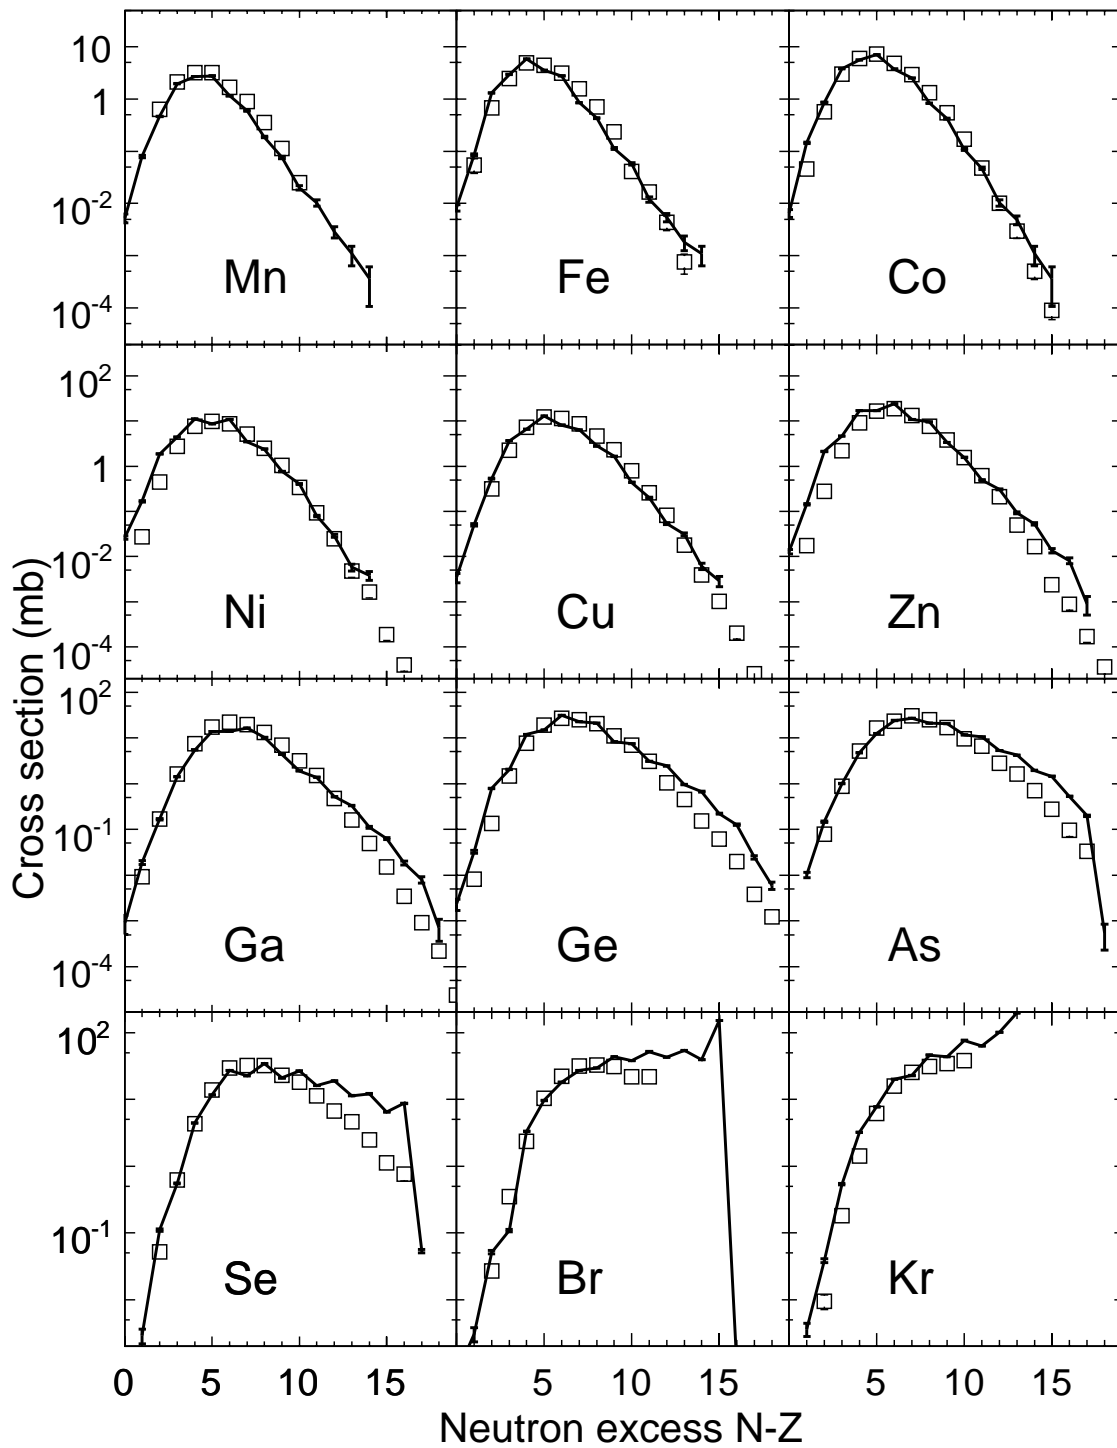 10
1
10^-2
10^-4
Mn
Fe
Co
10^2
1
10^-2
10^-4
Ni
Cu
Zn
10^2
10^-1
10^-4
Ga
Ge
As
10^2
10^-1
Se
Br
Kr
0 5 10 15 5 10 15 5 10 15
Neutron excess N-Z
Cross section (mb)